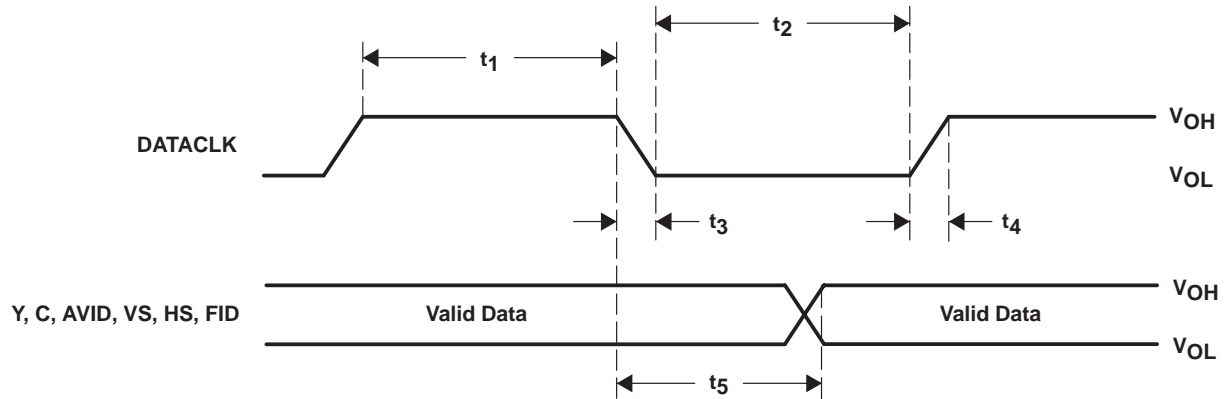 t2
t1
DATACLK
VOH
VOL
t3
t4
Y, C, AVID, VS, HS, FID
Valid Data
Valid Data
VOH
VOL
t5